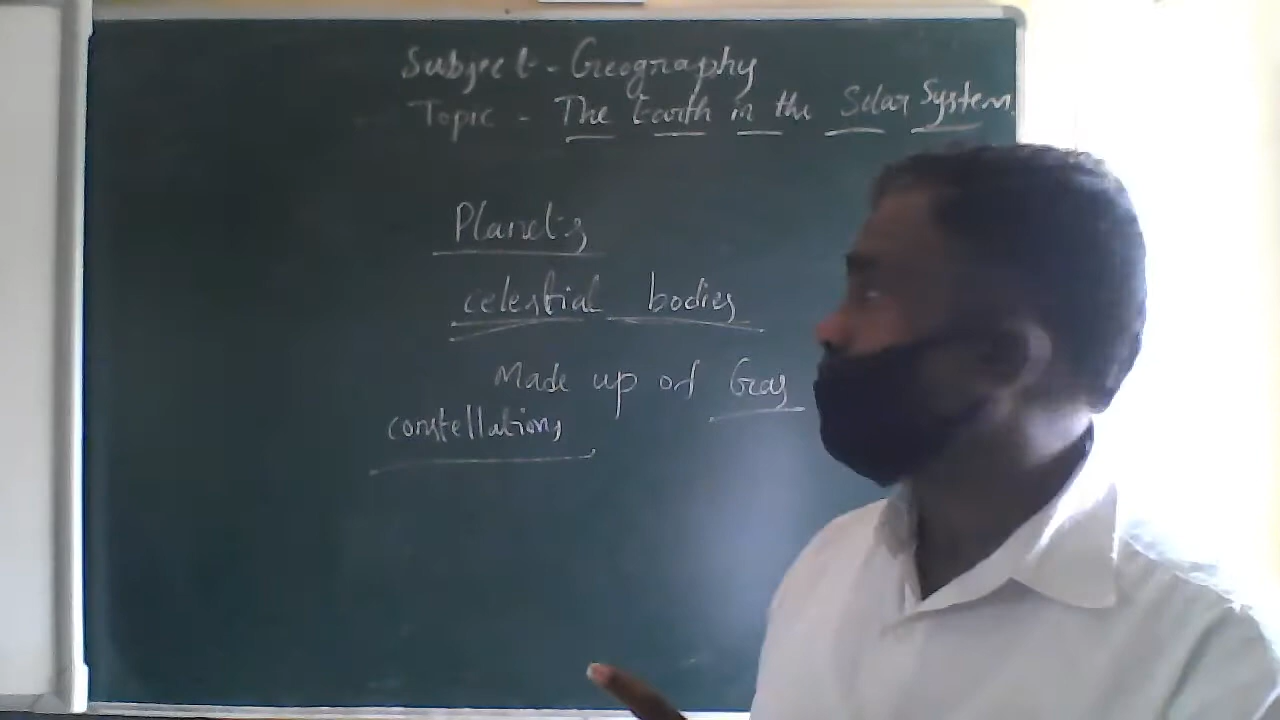 Subject - Geography
Topic - The Earth in the Solar System.
Planets
celestial bodies
Made up of Gas
constellations